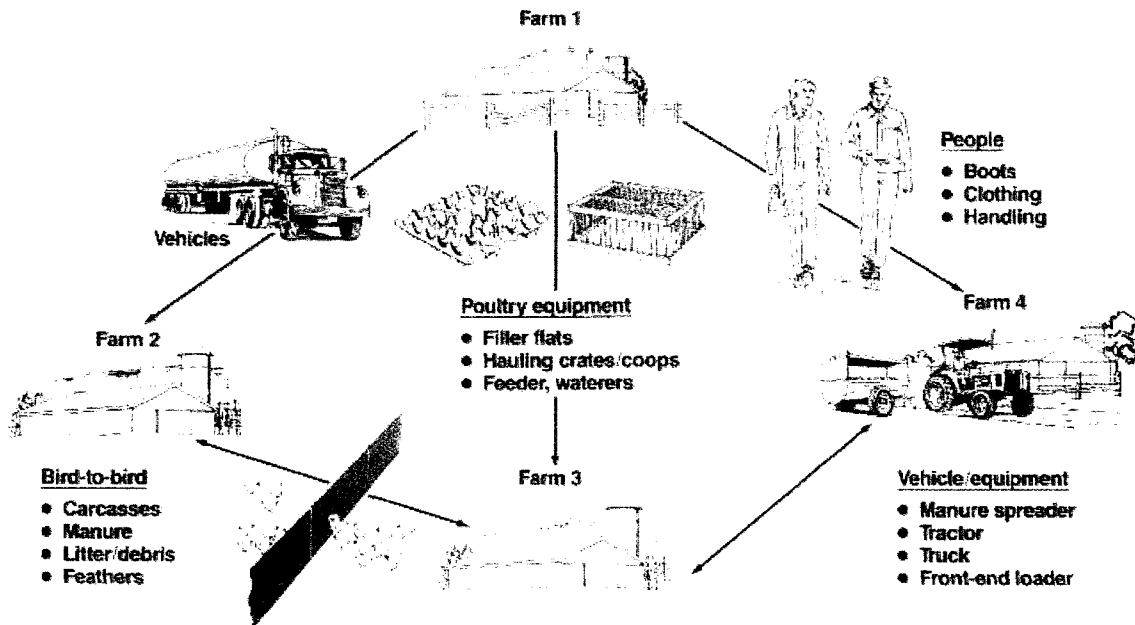 Farm 1
People
● Boots
● Clothing
● Handling
Vehicles
Poultry equipment
● Filler flats
● Hauling crates/coops
● Feeder, waterers
Farm 2
Farm 4
Farm 3
Bird-to-bird
● Carcasses
● Manure
● Litter/debris
● Feathers
Vehicle/equipment
● Manure spreader
● Tractor
● Truck
● Front-end loader